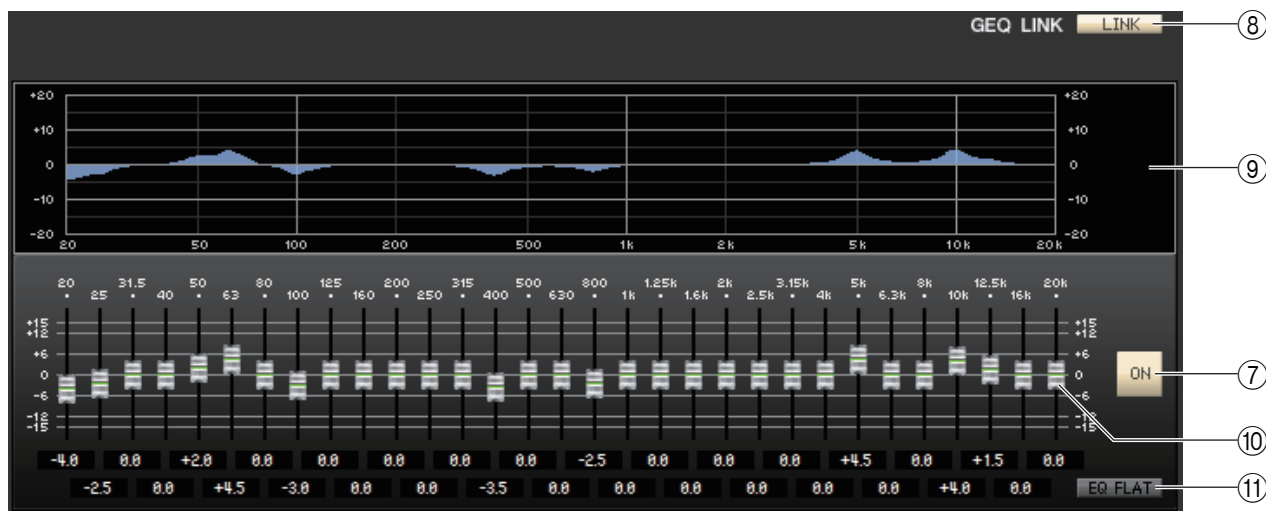 GEQ LINK LINK ⑧
+20 +20
+10 +10
0 0 ⑨
-10 -10
-20 -20
20 50 100 200 500 1k 2k 5k 10k 20k
20 31.5 50 80 125 200 315 500 800 1.25k 2k 3.15k 5k 8k 12.5k 20k
25 40 63 100 160 250 400 630 1k 1.6k 2.5k 4k 6.3k 10k 16k
+15 +15
+12 +12
+6 +6
0 0 ON ⑦
-6 -6
-12 -12
-15 -15
⑩
-4.0 0.0 +2.0 0.0 0.0 0.0 0.0 0.0 -2.5 0.0 0.0 0.0 +4.5 0.0 +1.5 0.0
-2.5 0.0 +4.5 -3.0 0.0 0.0 -3.5 0.0 0.0 0.0 0.0 0.0 0.0 +4.0 0.0 EQ FLAT ⑪